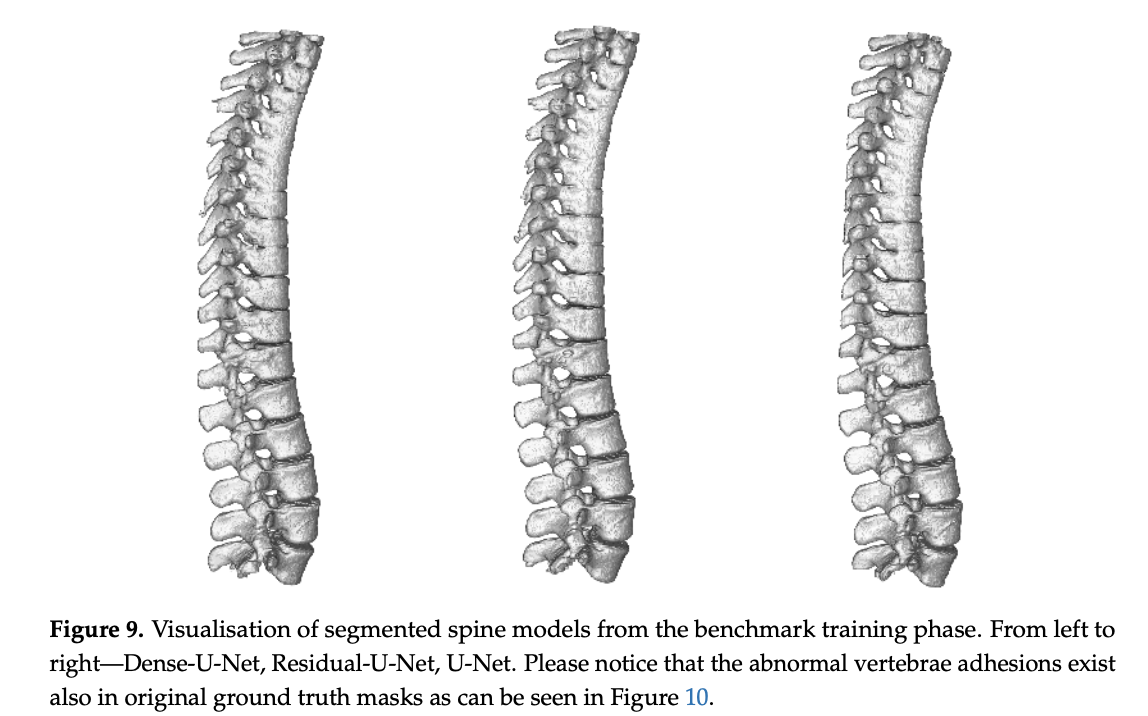 Figure 9. Visualisation of segmented spine models from the benchmark training phase. From left to
right—Dense-U-Net, Residual-U-Net, U-Net. Please notice that the abnormal vertebrae adhesions exist
also in original ground truth masks as can be seen in Figure 10.